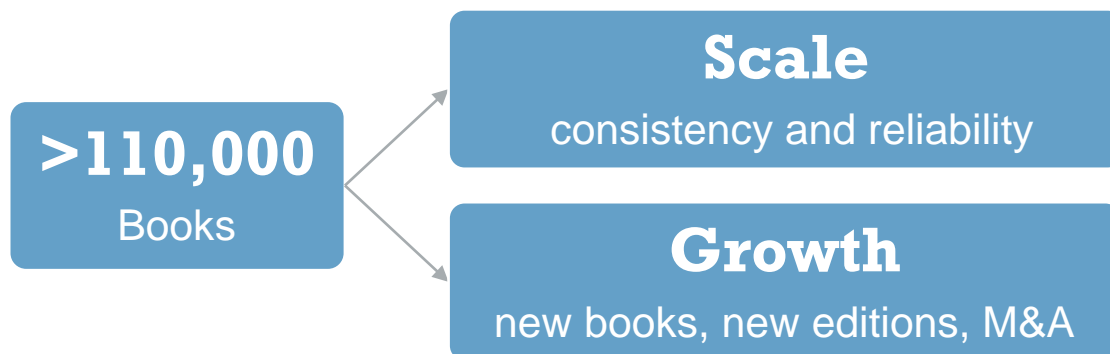 >110,000
Books
Scale
consistency and reliability
Growth
new books, new editions, M&A